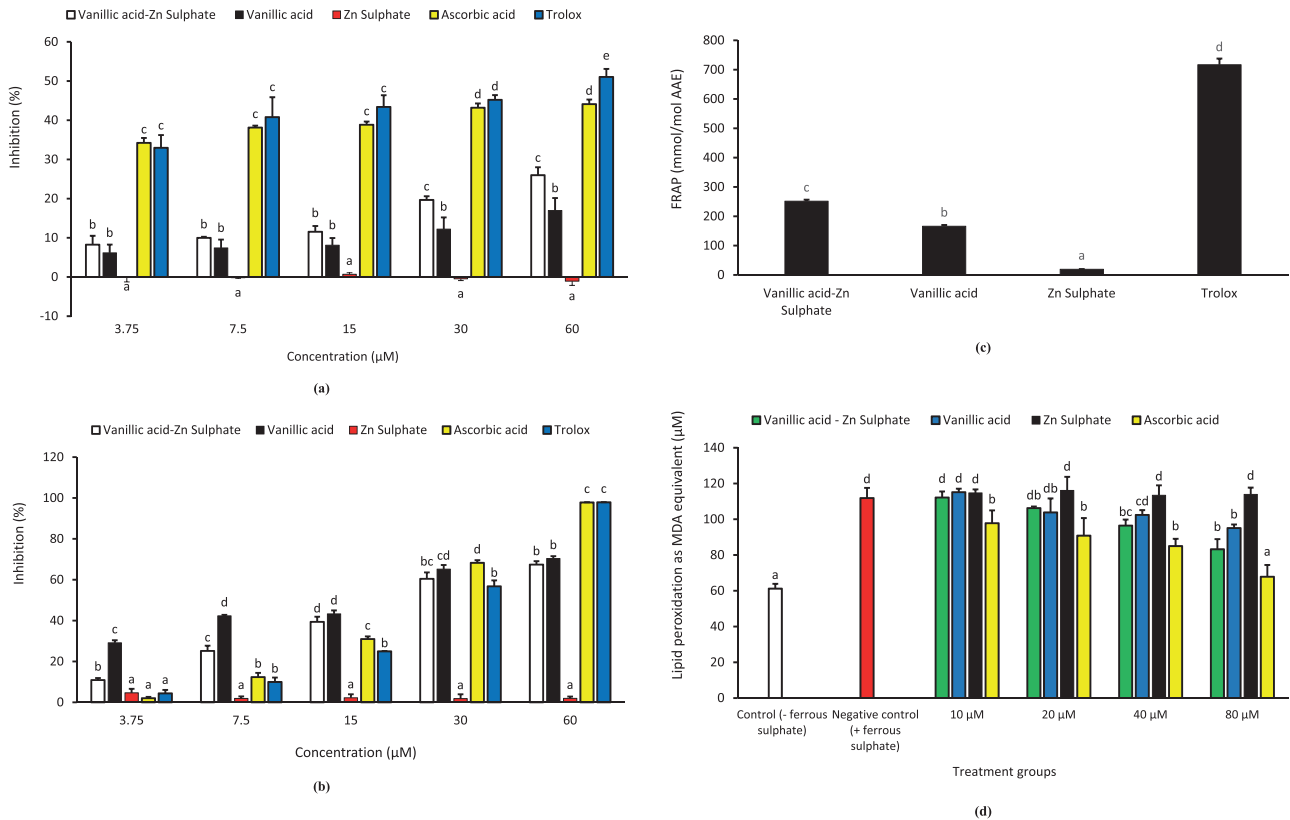 Vanillic acid-Zn Sulphate Vanillic acid Zn Sulphate Ascorbic acid Trolox
(a)
60
50
40
30
20
10
0
-10
Inhibition (%)
b b a c c
b b a c c
b b a c c
c b a d d
c b a d e
3.75 7.5 15 30 60
Concentration (µM)
(a)
Vanillic acid-Zn Sulphate Vanillic acid Zn Sulphate Ascorbic acid Trolox
120
100
80
60
40
20
0
Inhibition (%)
b c a a a
c d a b b
d d a c b
bc cd a d b
b b a c c
3.75 7.5 15 30 60
Concentration (µM)
(b)
800
700
600
500
400
300
200
100
0
FRAP (mmol/mol AAE)
c b a d
Vanillic acid-Zn
Sulphate
Vanillic acid
Zn Sulphate
Trolox
(c)
Vanillic acid - Zn Sulphate Vanillic acid Zn Sulphate Ascorbic acid
140
120
100
80
60
40
20
0
Lipid peroxidation as MDA equivalent (µM)
a d
d d d b
db db d b
bc cd d b
b b d a
Control (- ferrous
sulphate)
Negative control
(+ ferrous
sulphate)
10 µM 20 µM 40 µM 80 µM
Treatment groups
(d)